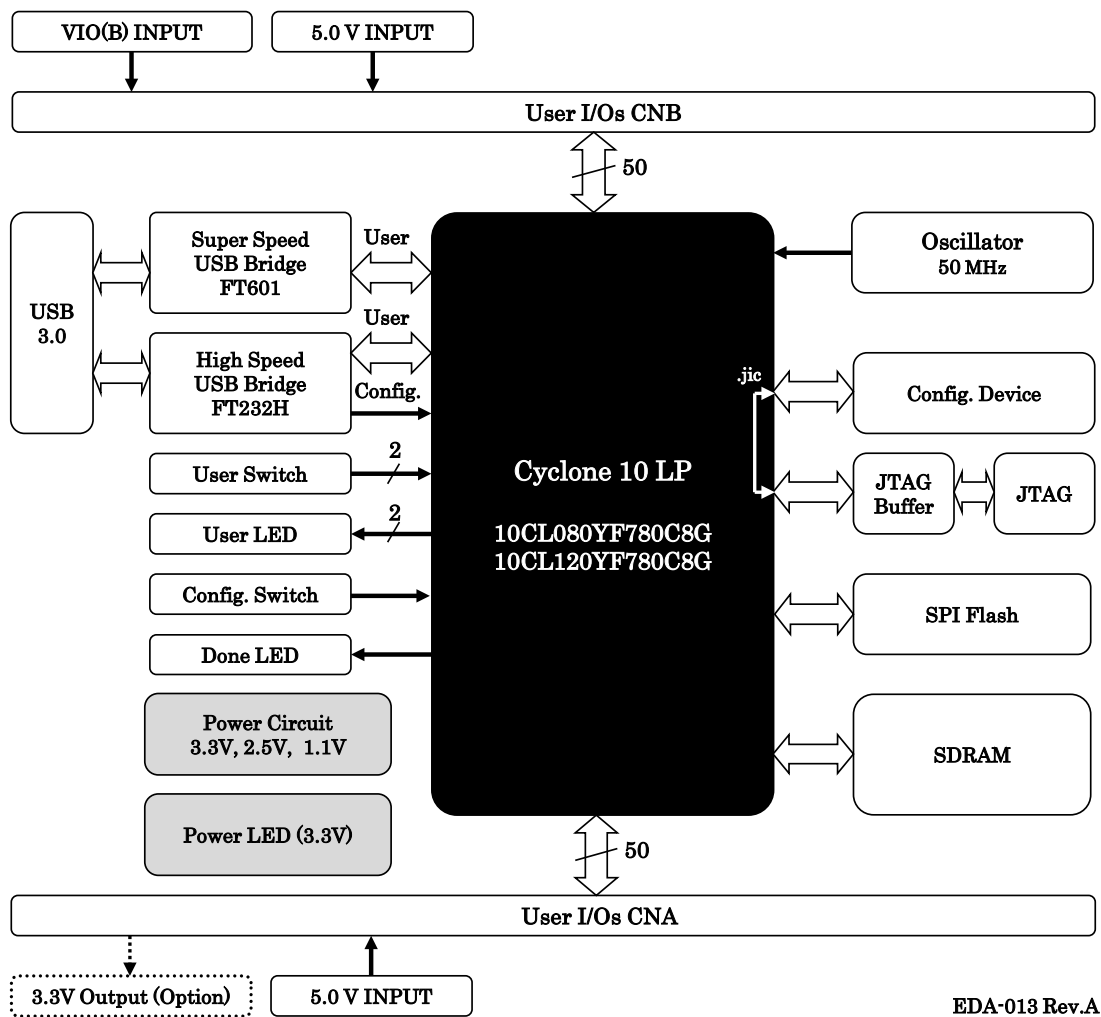 VIO(B) INPUT
5.0 V INPUT
User I/Os CNB
50
USB
3.0
Super Speed
USB Bridge
FT601
User
High Speed
USB Bridge
FT232H
User
Config.
User Switch
2
User LED
2
Config. Switch
Done LED
Power Circuit
3.3V, 2.5V, 1.1V
Power LED (3.3V)
Cyclone 10 LP
10CL080YF780C8G
10CL120YF780C8G
.jic
Oscillator
50 MHz
Config. Device
JTAG
Buffer
JTAG
SPI Flash
SDRAM
50
User I/Os CNA
3.3V Output (Option)
5.0 V INPUT
EDA-013 Rev.A